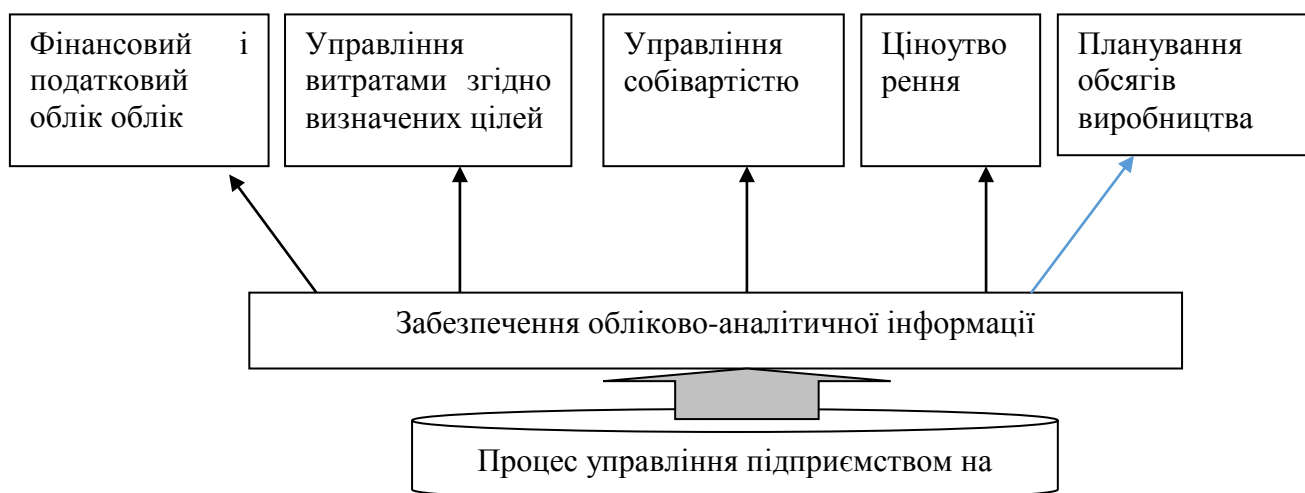 Фінансовий і
податковий
облік облік
Управління
витратами згідно
визначених цілей
Управління
собівартістю
Ціноутво
рення
Планування
обсягів
виробництва
Забезпечення обліково-аналітичної інформації
Процес управління підприємством на